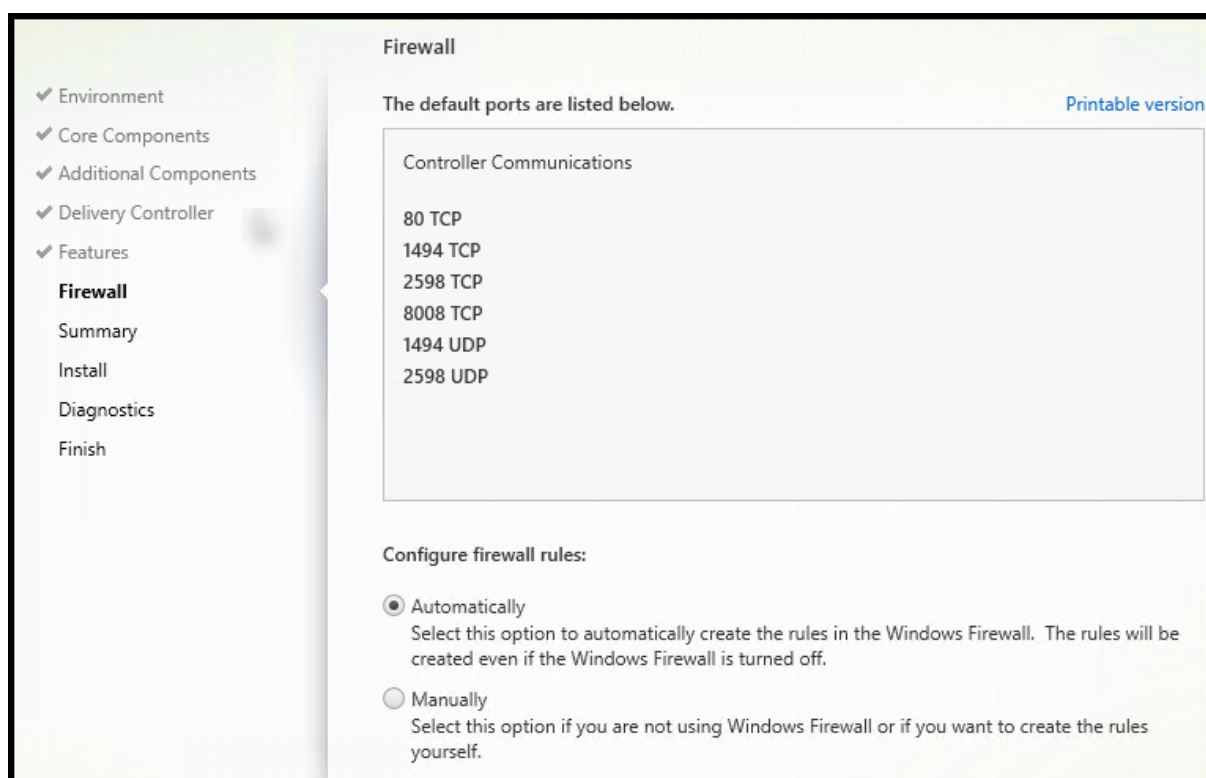 Firewall
Environment
Core Components
Additional Components
Delivery Controller
Features
Firewall
Summary
Install
Diagnostics
Finish
The default ports are listed below.
Printable version
Controller Communications
80 TCP
1494 TCP
2598 TCP
8008 TCP
1494 UDP
2598 UDP
Configure firewall rules:
Automatically
Select this option to automatically create the rules in the Windows Firewall. The rules will be
created even if the Windows Firewall is turned off.
Manually
Select this option if you are not using Windows Firewall or if you want to create the rules
yourself.